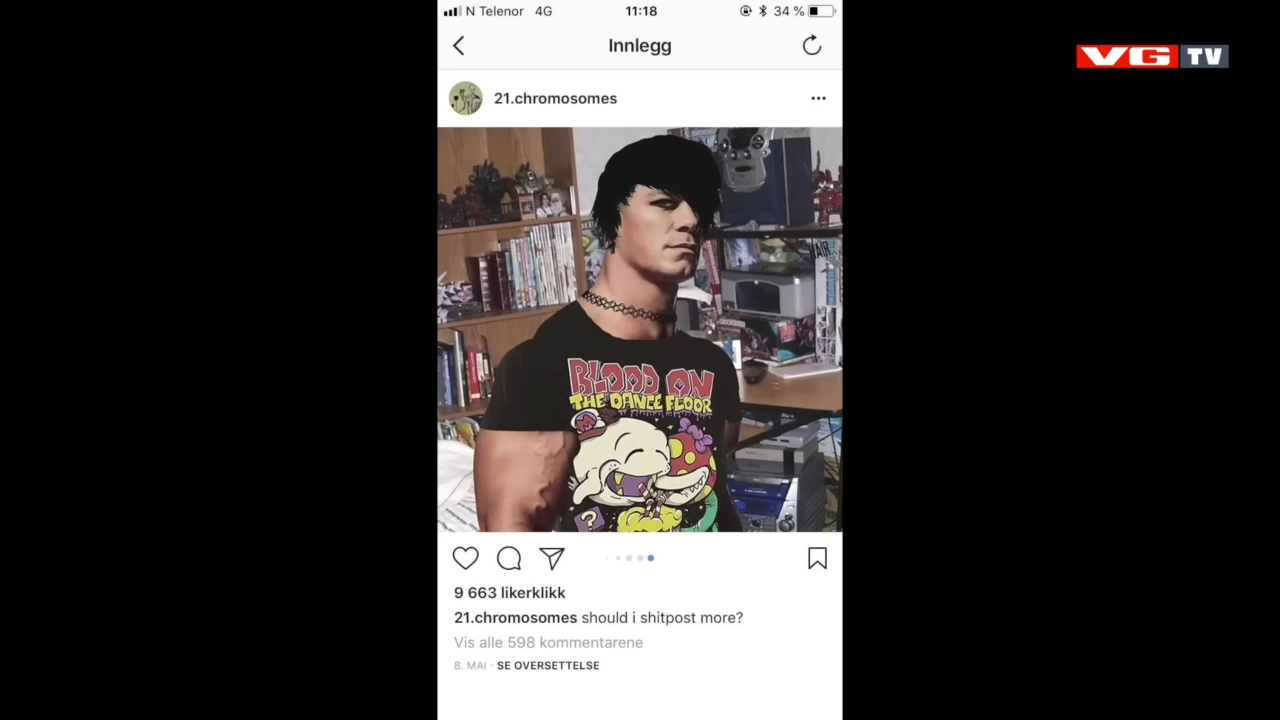 N Telenor 4G 11:18 34 %
VG TV
Innlegg
21.chromosomes
BLOOD ON
THE DANCE FLOOR
M
?
9 663 likerklikk
21.chromosomes should i shitpost more?
Vis alle 598 kommentarene
8. MAI · SE OVERSETTELSE